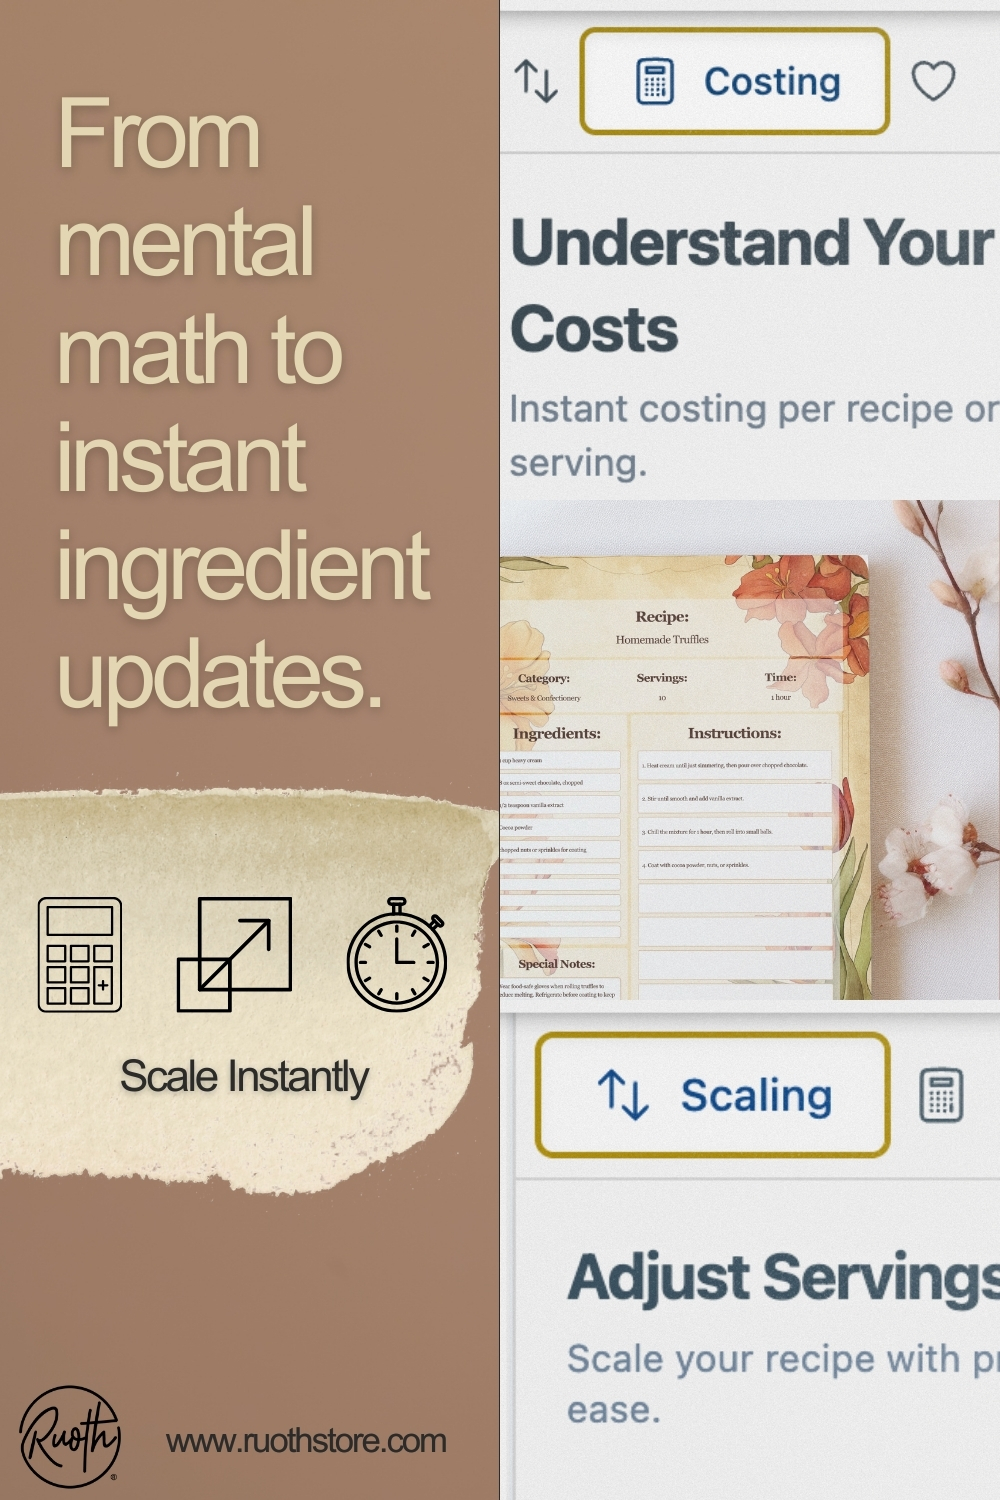 From
mental
math to
instant
ingredient
updates.
Scale Instantly
Ruoth
®
www.ruothstore.com
Costing
Understand Your
Costs
Instant costing per recipe or
serving.
Recipe:
Homemade Truffles
Category:
Servings:
Time:
Sweets & Confectionery
10
1 hour
Ingredients:
cup heavy cream
oz semi-sweet chocolate, chopped
1/2 teaspoon vanilla extract
Cocoa powder
chopped nuts or sprinkles for coating
Instructions:
1. Heat cream until just simmering, then pour over chopped chocolate.
2. Stir until smooth and add vanilla extract.
3. Chill the mixture for 1 hour, then roll into small balls.
4. Coat with cocoa powder, nuts, or sprinkles.
Special Notes:
Wear food-safe gloves when rolling truffles to
reduce melting. Refrigerate before coating to keep
Scaling
Adjust Servings
Scale your recipe with pr
ease.